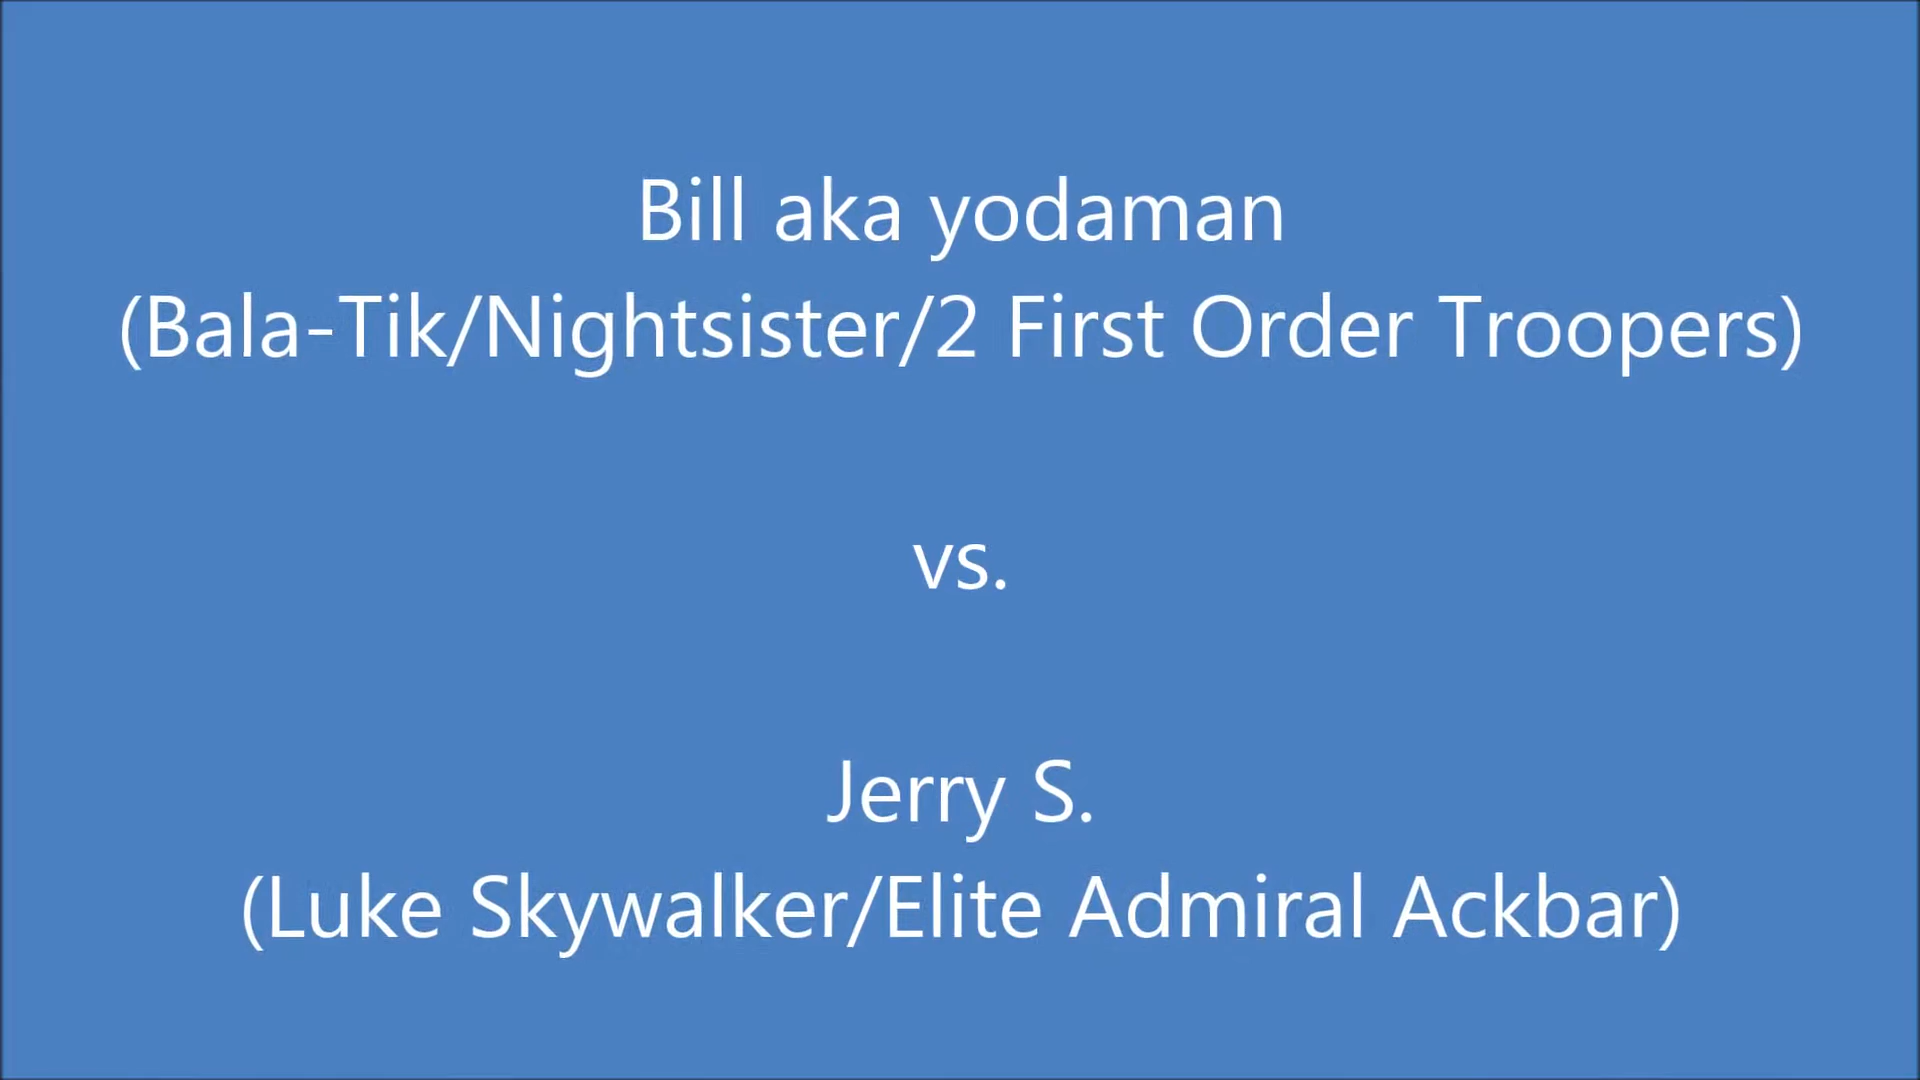 Bill aka yodaman
(Bala-Tik/Nightsister/2 First Order Troopers)
vs.
Jerry S.
(Luke Skywalker/Elite Admiral Ackbar)